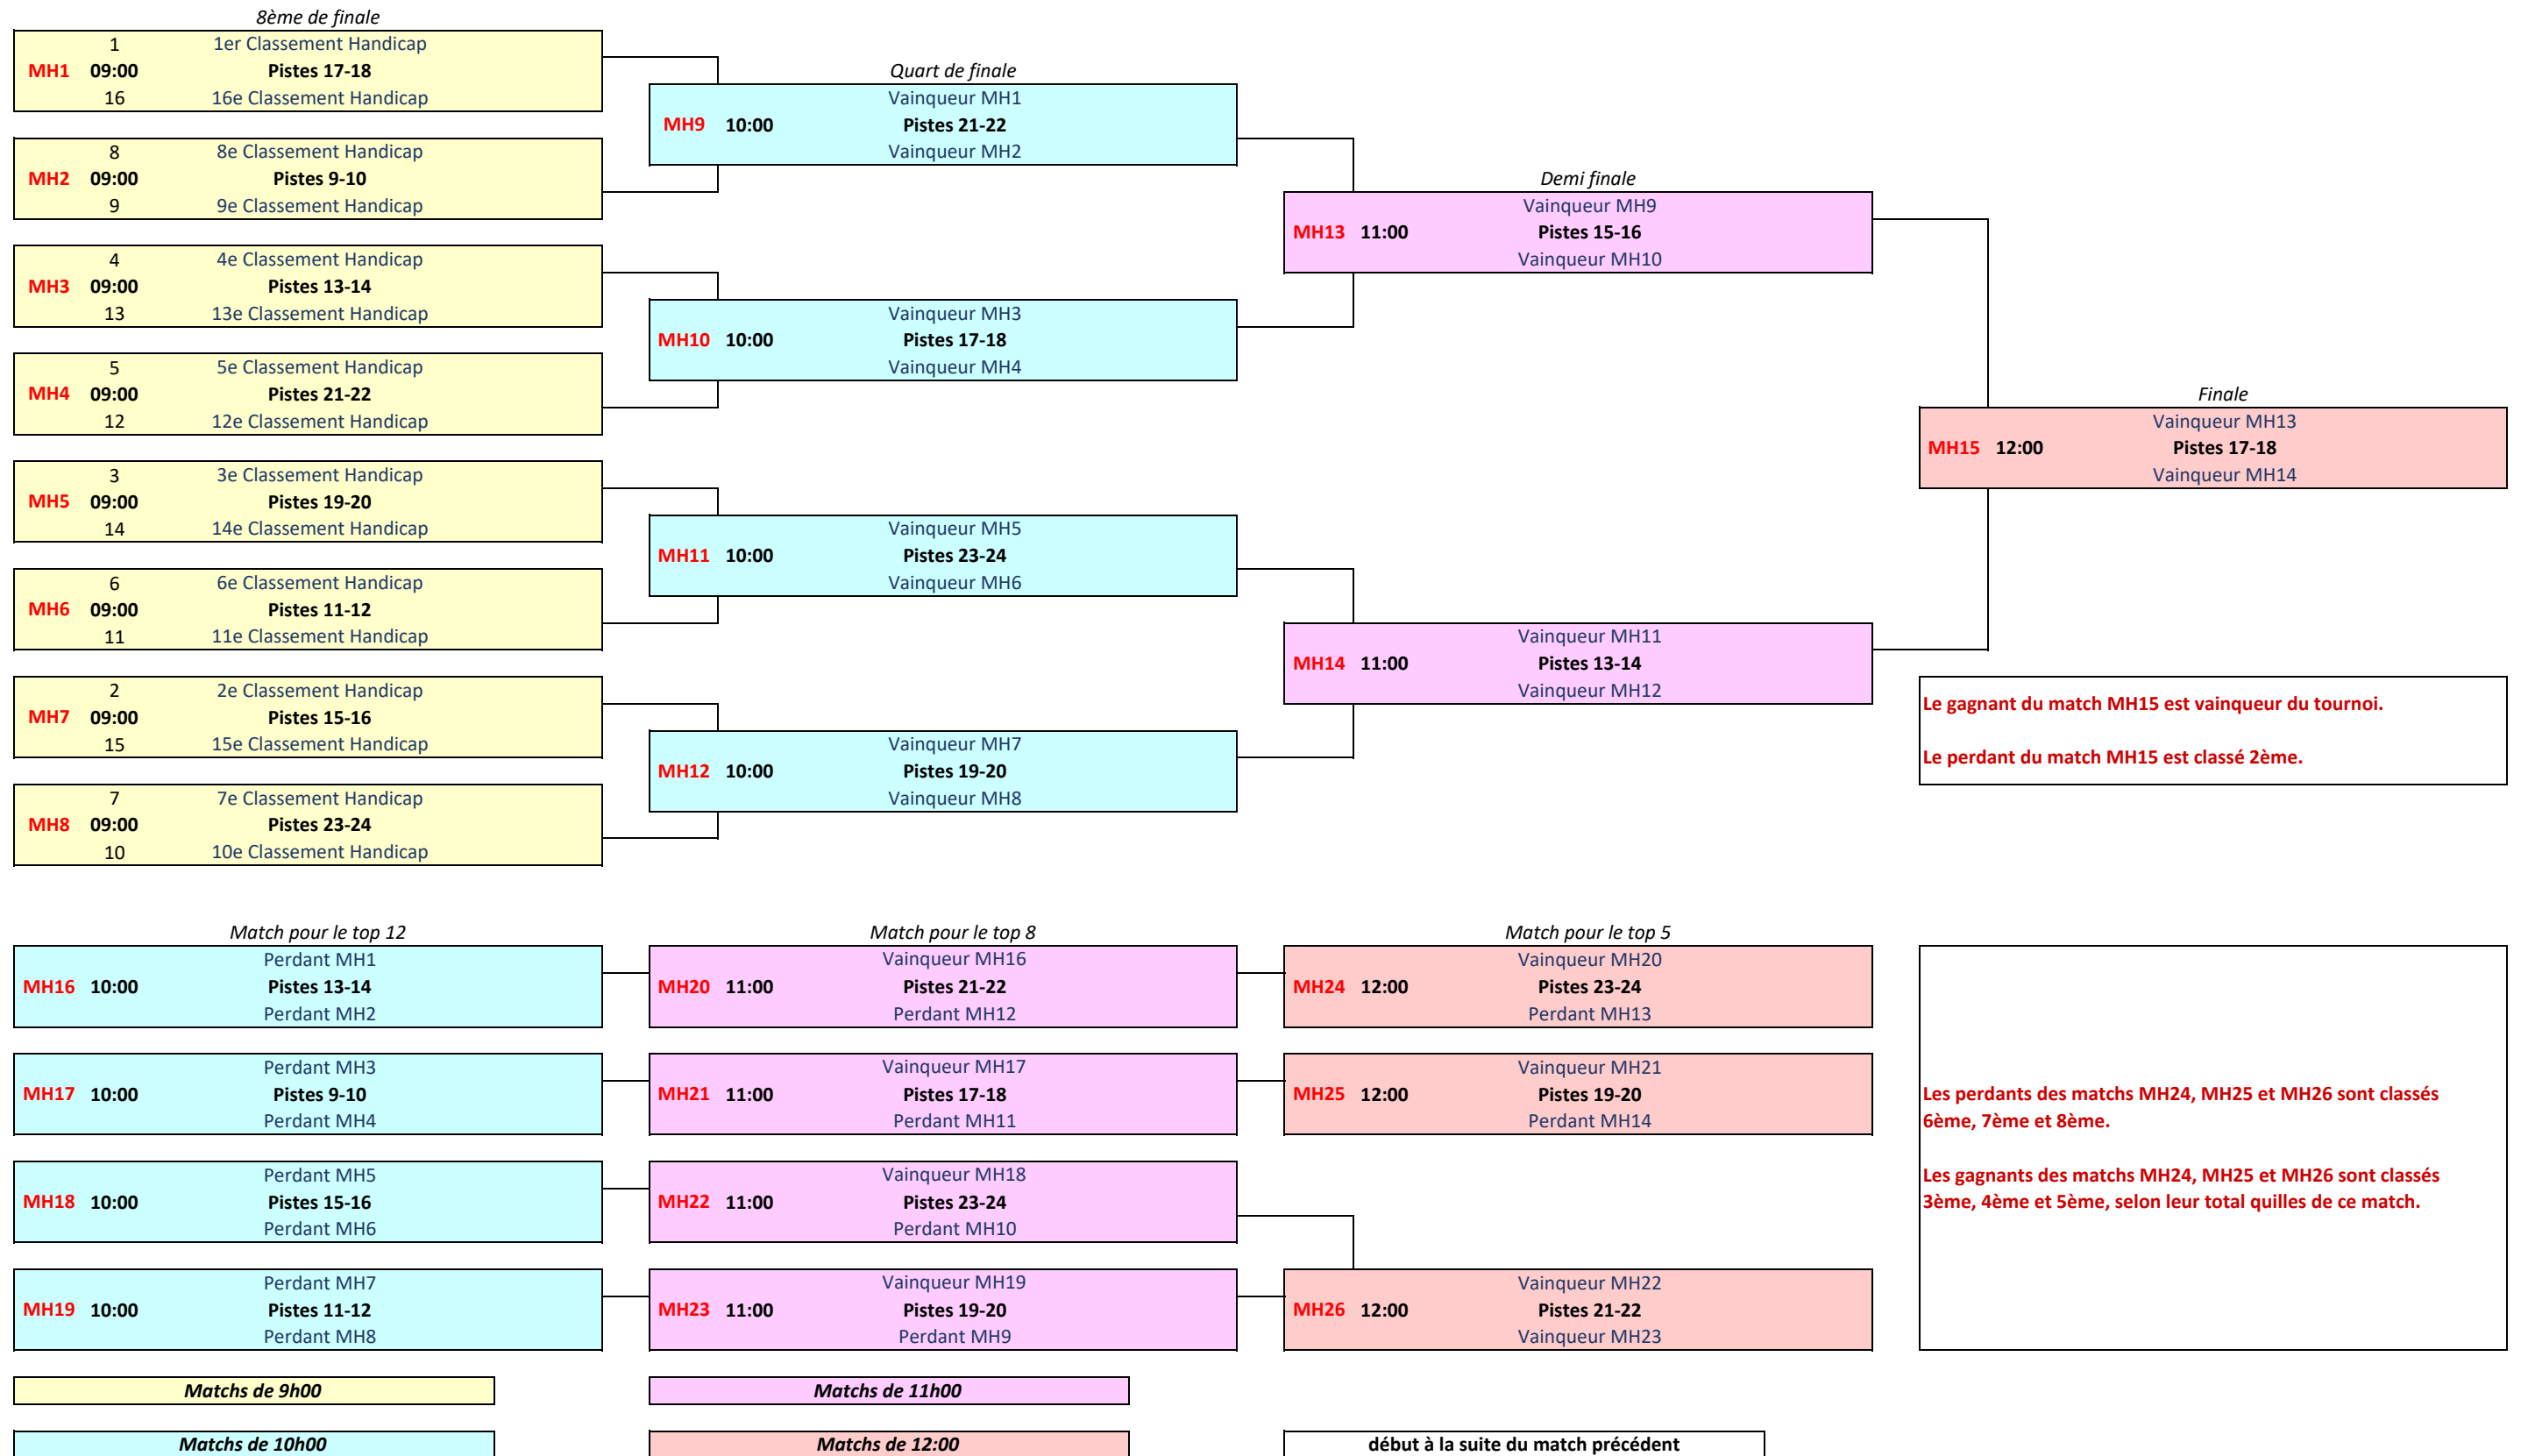 8ème de finale
1 1er Classement Handicap
MH1 09:00 Pistes 17-18
16 16e Classement Handicap
8 8e Classement Handicap
MH2 09:00 Pistes 9-10
9 9e Classement Handicap
4 4e Classement Handicap
MH3 09:00 Pistes 13-14
13 13e Classement Handicap
5 5e Classement Handicap
MH4 09:00 Pistes 21-22
12 12e Classement Handicap
3 3e Classement Handicap
MH5 09:00 Pistes 19-20
14 14e Classement Handicap
6 6e Classement Handicap
MH6 09:00 Pistes 11-12
11 11e Classement Handicap
2 2e Classement Handicap
MH7 09:00 Pistes 15-16
15 15e Classement Handicap
7 7e Classement Handicap
MH8 09:00 Pistes 23-24
10 10e Classement Handicap
Quart de finale
Vainqueur MH1
MH9 10:00 Pistes 21-22
Vainqueur MH2
Vainqueur MH3
MH10 10:00 Pistes 17-18
Vainqueur MH4
Vainqueur MH5
MH11 10:00 Pistes 23-24
Vainqueur MH6
Vainqueur MH7
MH12 10:00 Pistes 19-20
Vainqueur MH8
Demi finale
Vainqueur MH9
MH13 11:00 Pistes 15-16
Vainqueur MH10
Vainqueur MH11
MH14 11:00 Pistes 13-14
Vainqueur MH12
Finale
Vainqueur MH13
MH15 12:00 Pistes 17-18
Vainqueur MH14
Le gagnant du match MH15 est vainqueur du tournoi.
Le perdant du match MH15 est classé 2ème.
Match pour le top 12
Perdant MH1
MH16 10:00 Pistes 13-14
Perdant MH2
Perdant MH3
MH17 10:00 Pistes 9-10
Perdant MH4
Perdant MH5
MH18 10:00 Pistes 15-16
Perdant MH6
Perdant MH7
MH19 10:00 Pistes 11-12
Perdant MH8
Match pour le top 8
Vainqueur MH16
MH20 11:00 Pistes 21-22
Perdant MH12
Vainqueur MH17
MH21 11:00 Pistes 17-18
Perdant MH11
Vainqueur MH18
MH22 11:00 Pistes 23-24
Perdant MH10
Vainqueur MH19
MH23 11:00 Pistes 19-20
Perdant MH9
Match pour le top 5
Vainqueur MH20
MH24 12:00 Pistes 23-24
Perdant MH13
Vainqueur MH21
MH25 12:00 Pistes 19-20
Perdant MH14
Vainqueur MH22
MH26 12:00 Pistes 21-22
Vainqueur MH23
Les perdants des matchs MH24, MH25 et MH26 sont classés
6ème, 7ème et 8ème.
Les gagnants des matchs MH24, MH25 et MH26 sont classés
3ème, 4ème et 5ème, selon leur total quilles de ce match.
Matchs de 9h00
Matchs de 11h00
Matchs de 10h00
Matchs de 12:00
début à la suite du match précédent